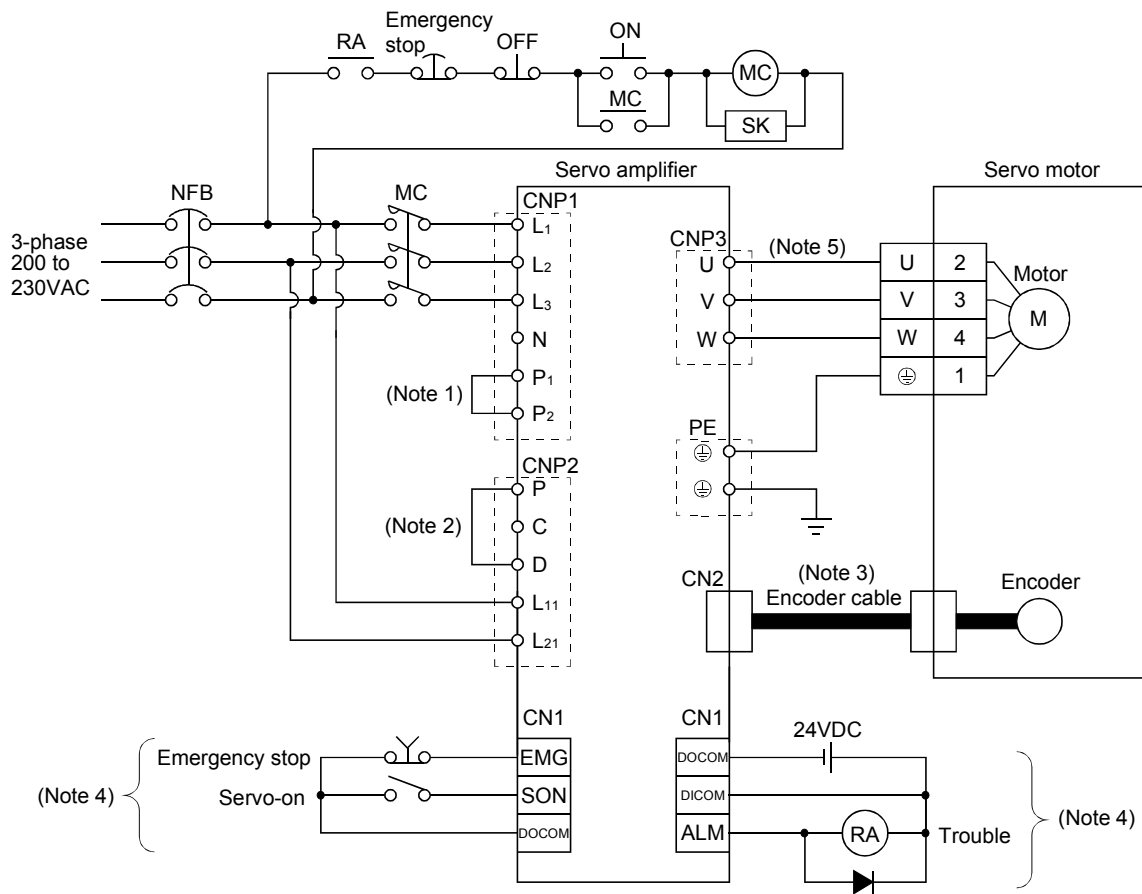 Emergency
stop
RA
OFF
ON
MC
MC
SK
Servo amplifier
Servo motor
NFB
MC
CNP1
3-phase
200 to
230VAC
L1
L2
L3
N
P1
P2
(Note 1)
CNP3
U
V
W
(Note 5)
U 2
V 3
W 4
1
Motor
M
PE
CNP2
P
C
D
L11
L21
(Note 2)
CN2
(Note 3)
Encoder cable
Encoder
CN1
CN1
(Note 4)
Emergency stop
Servo-on
EMG
SON
DOCOM
24VDC
DOCOM
DICOM
ALM
RA
Trouble
(Note 4)